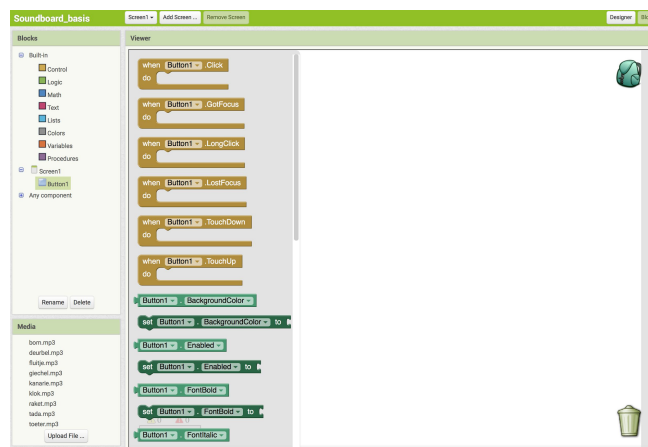 Soundboard_basis
Screen1 Add Screen ... Remove Screen
Designer
Blocks
Viewer
Built-in
Control
Logic
Math
Text
Lists
Colors
Variables
Procedures
Screen1
Button1
Any component
Rename Delete
Media
bom.mp3
deurbel.mp3
fluitje.mp3
giechel.mp3
kanarie.mp3
klok.mp3
raket.mp3
tada.mp3
toeter.mp3
Upload File ...
when Button1 .Click
do
when Button1 .GotFocus
do
when Button1 .LongClick
do
when Button1 .LostFocus
do
when Button1 .TouchDown
do
when Button1 .TouchUp
do
Button1 . BackgroundColor
set Button1 . BackgroundColor to
Button1 . Enabled
set Button1 . Enabled to
Button1 . FontBold
set Button1 . FontBold to
0 0
Button1 . FontItalic